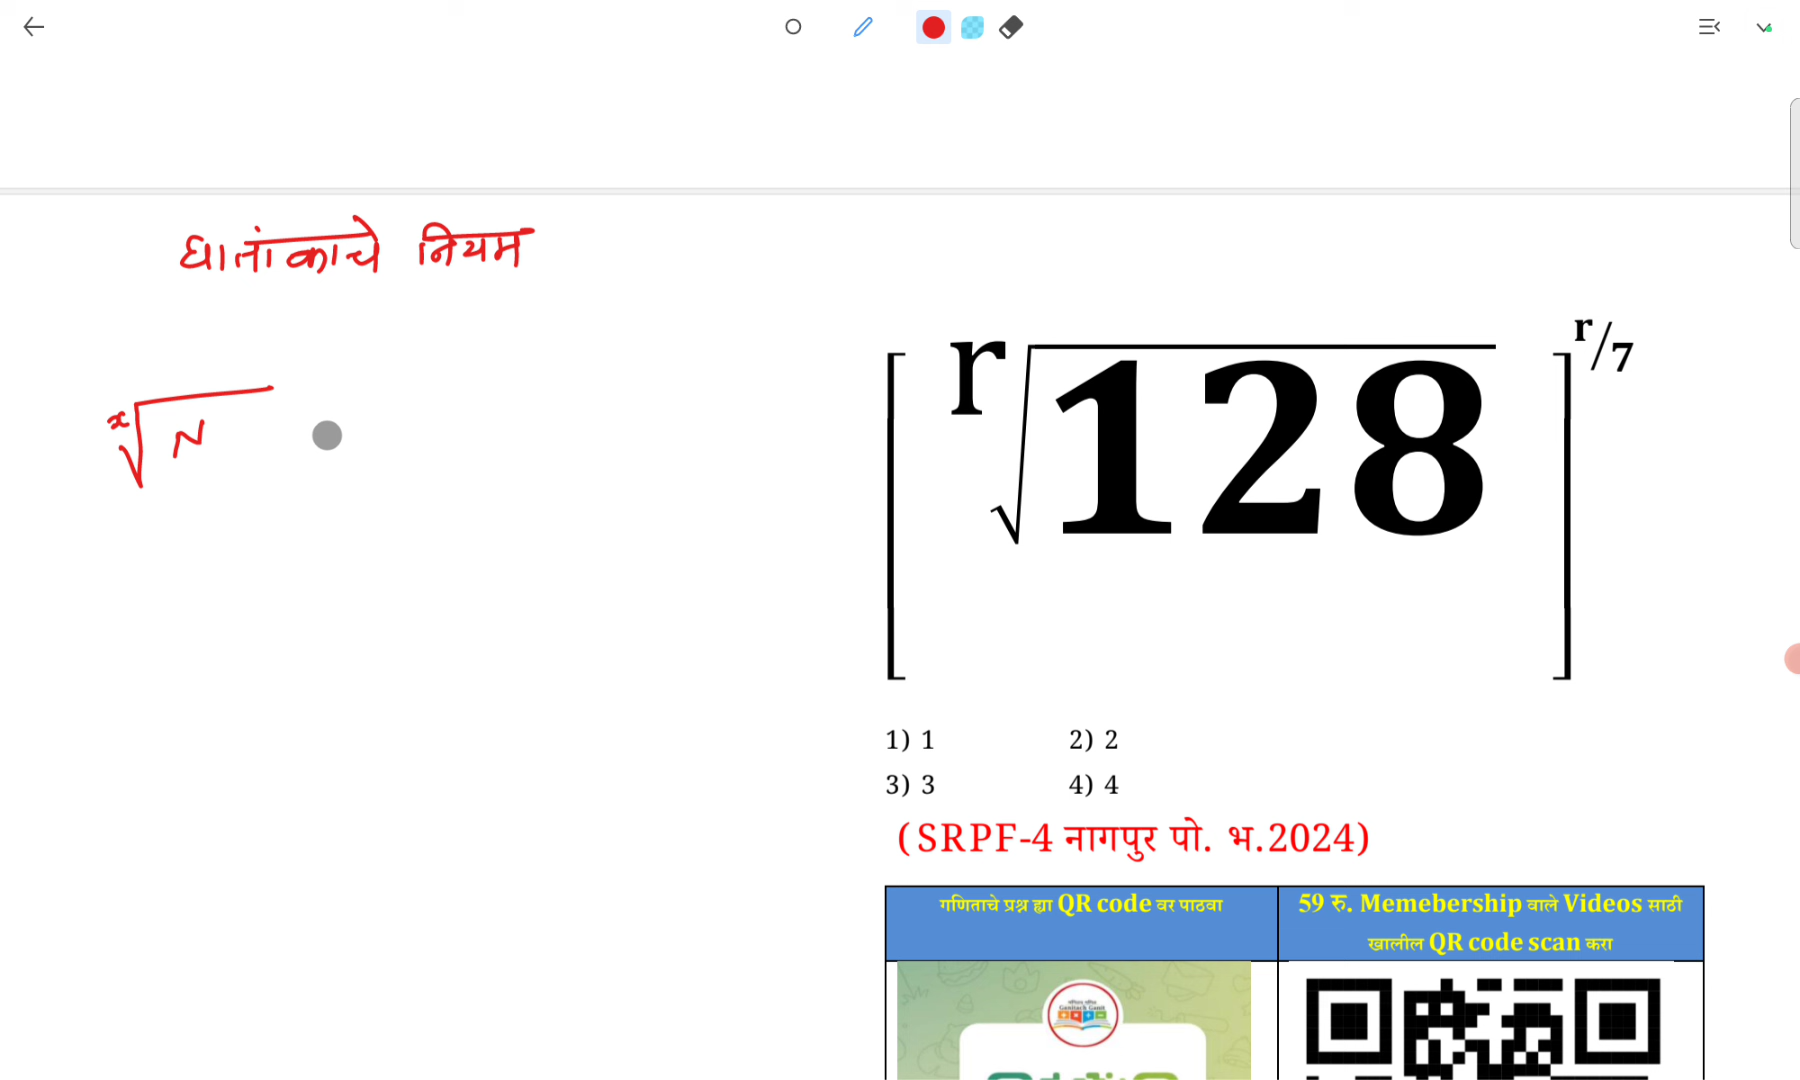 घातांकाचे नियम
[ʳ√128]^r/7
ˣ√N
1) 1 2) 2
3) 3 4) 4
(SRPF-4 नागपुर पो. भ.2024)
गणिताचे प्रश्न ह्या QR code वर पाठवा
59 रु. Memebership वाले Videos साठी
खालील QR code scan करा